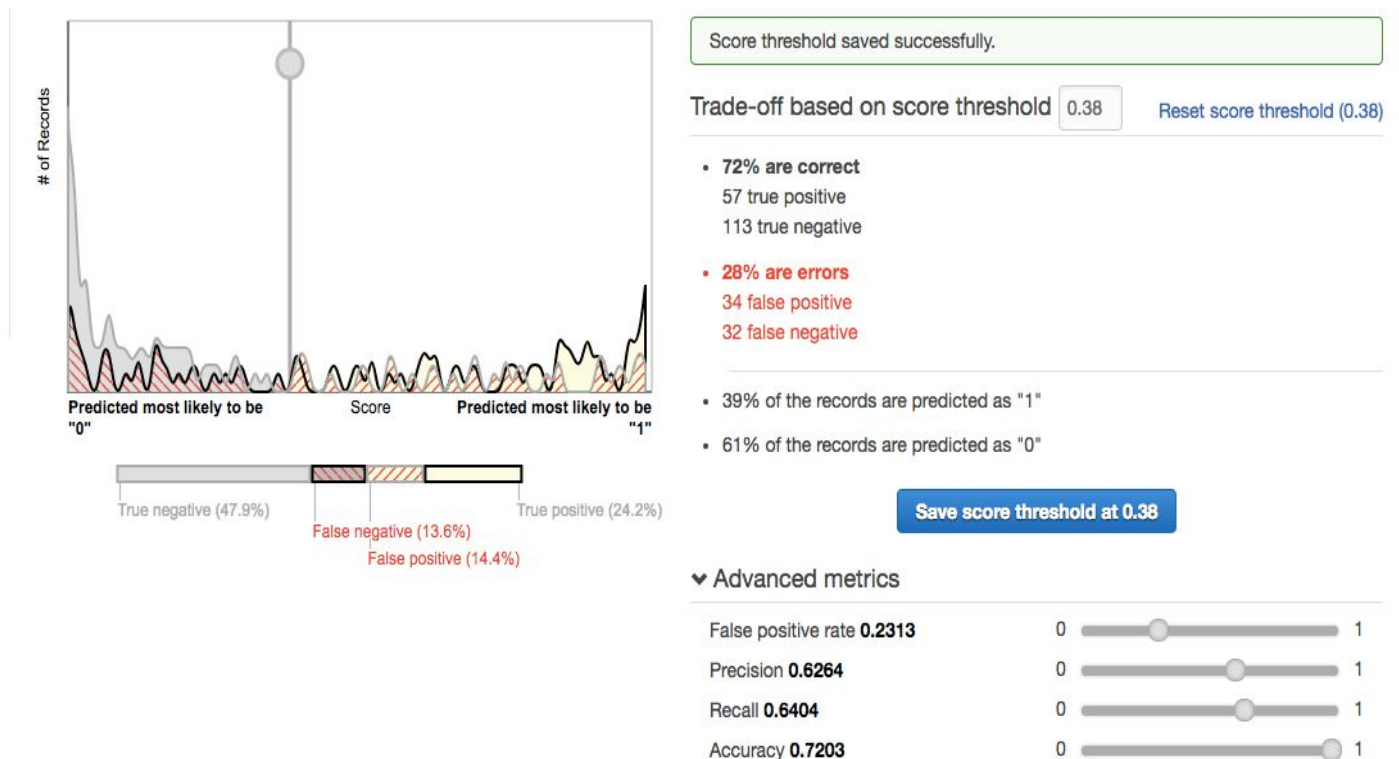 # of Records
Predicted most likely to be
"0"
Score
Predicted most likely to be
"1"
True negative (47.9%)
True positive (24.2%)
False negative (13.6%)
False positive (14.4%)
Score threshold saved successfully.
Trade-off based on score threshold 0.38 Reset score threshold (0.38)
• 72% are correct
57 true positive
113 true negative
• 28% are errors
34 false positive
32 false negative
• 39% of the records are predicted as "1"
• 61% of the records are predicted as "0"
Save score threshold at 0.38
Advanced metrics
False positive rate 0.2313 0 1
Precision 0.6264 0 1
Recall 0.6404 0 1
Accuracy 0.7203 0 1